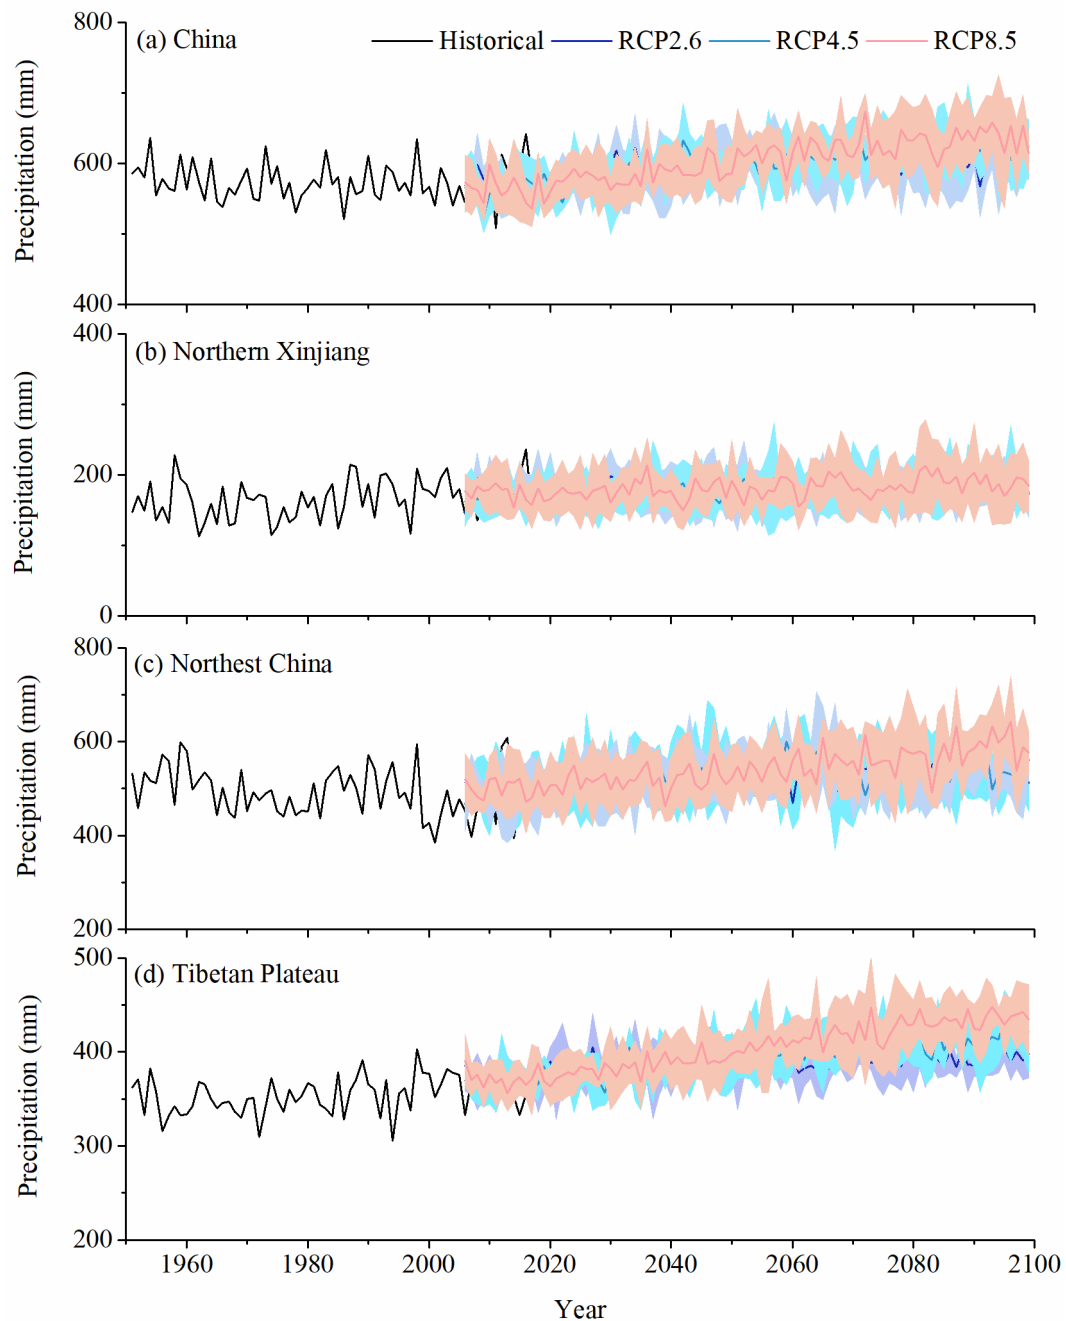 800
(a) China
Historical
RCP2.6
RCP4.5
RCP8.5
600
400
Precipitation (mm)
400
(b) Northern Xinjiang
200
0
Precipitation (mm)
800
(c) Northest China
600
400
200
Precipitation (mm)
500
(d) Tibetan Plateau
400
300
200
Precipitation (mm)
1960 1980 2000 2020 2040 2060 2080 2100
Year